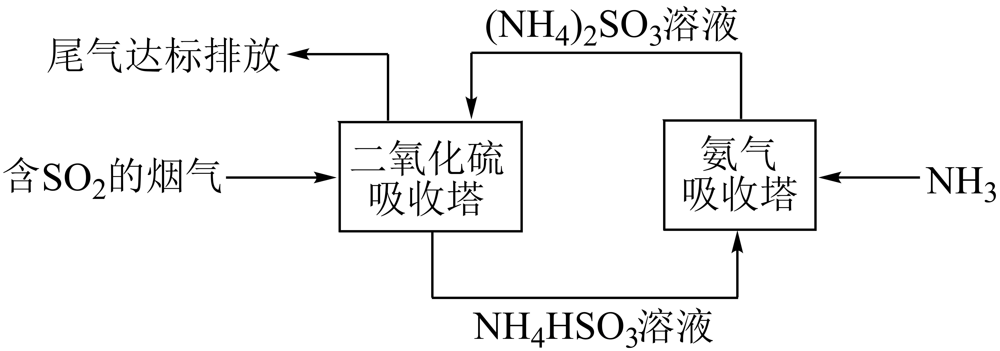 (NH₄)₂SO₃溶液
尾气达标排放
含SO₂的烟气
二氧化硫
吸收塔
氨气
吸收塔
NH₃
NH₄HSO₃溶液